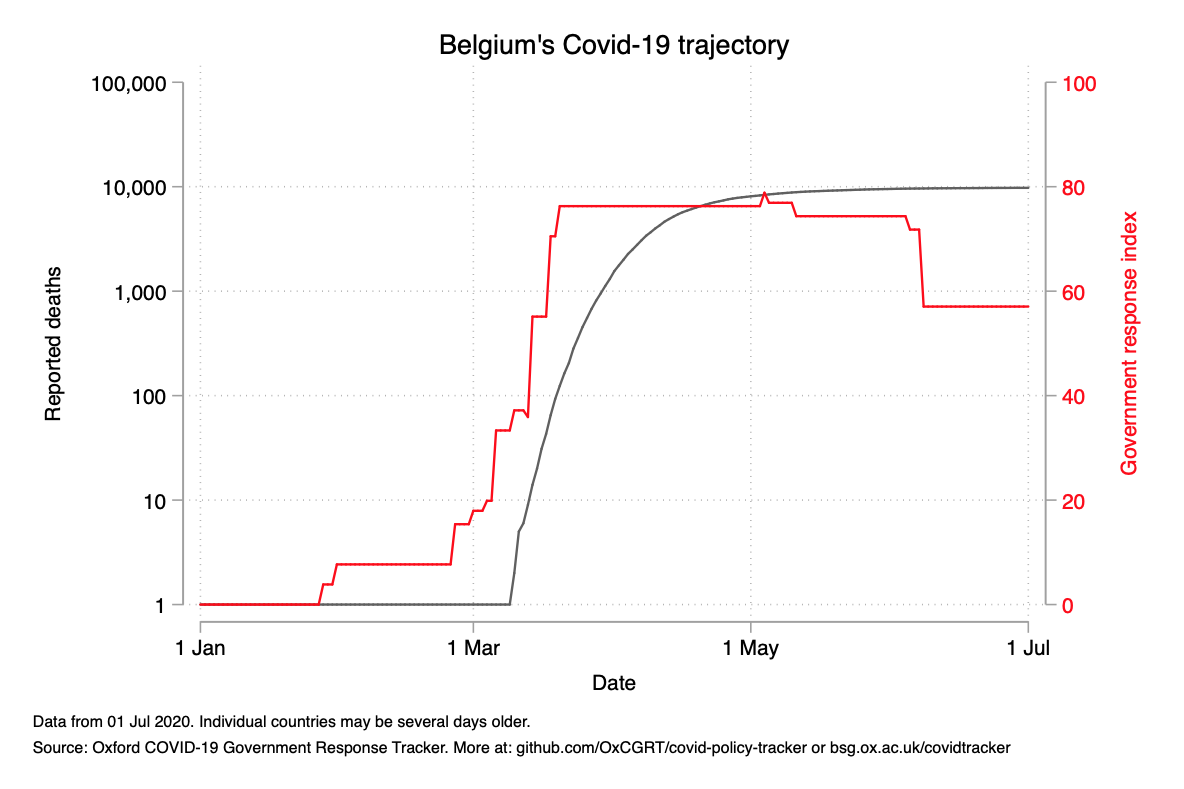 Belgium's Covid-19 trajectory
100,000
10,000
1,000
100
10
1
Reported deaths
100
80
60
40
20
0
Government response index
1 Jan
1 Mar
1 May
1 Jul
Date
Data from 01 Jul 2020. Individual countries may be several days older.
Source: Oxford COVID-19 Government Response Tracker. More at: github.com/OxCGRT/covid-policy-tracker or bsg.ox.ac.uk/covidtracker